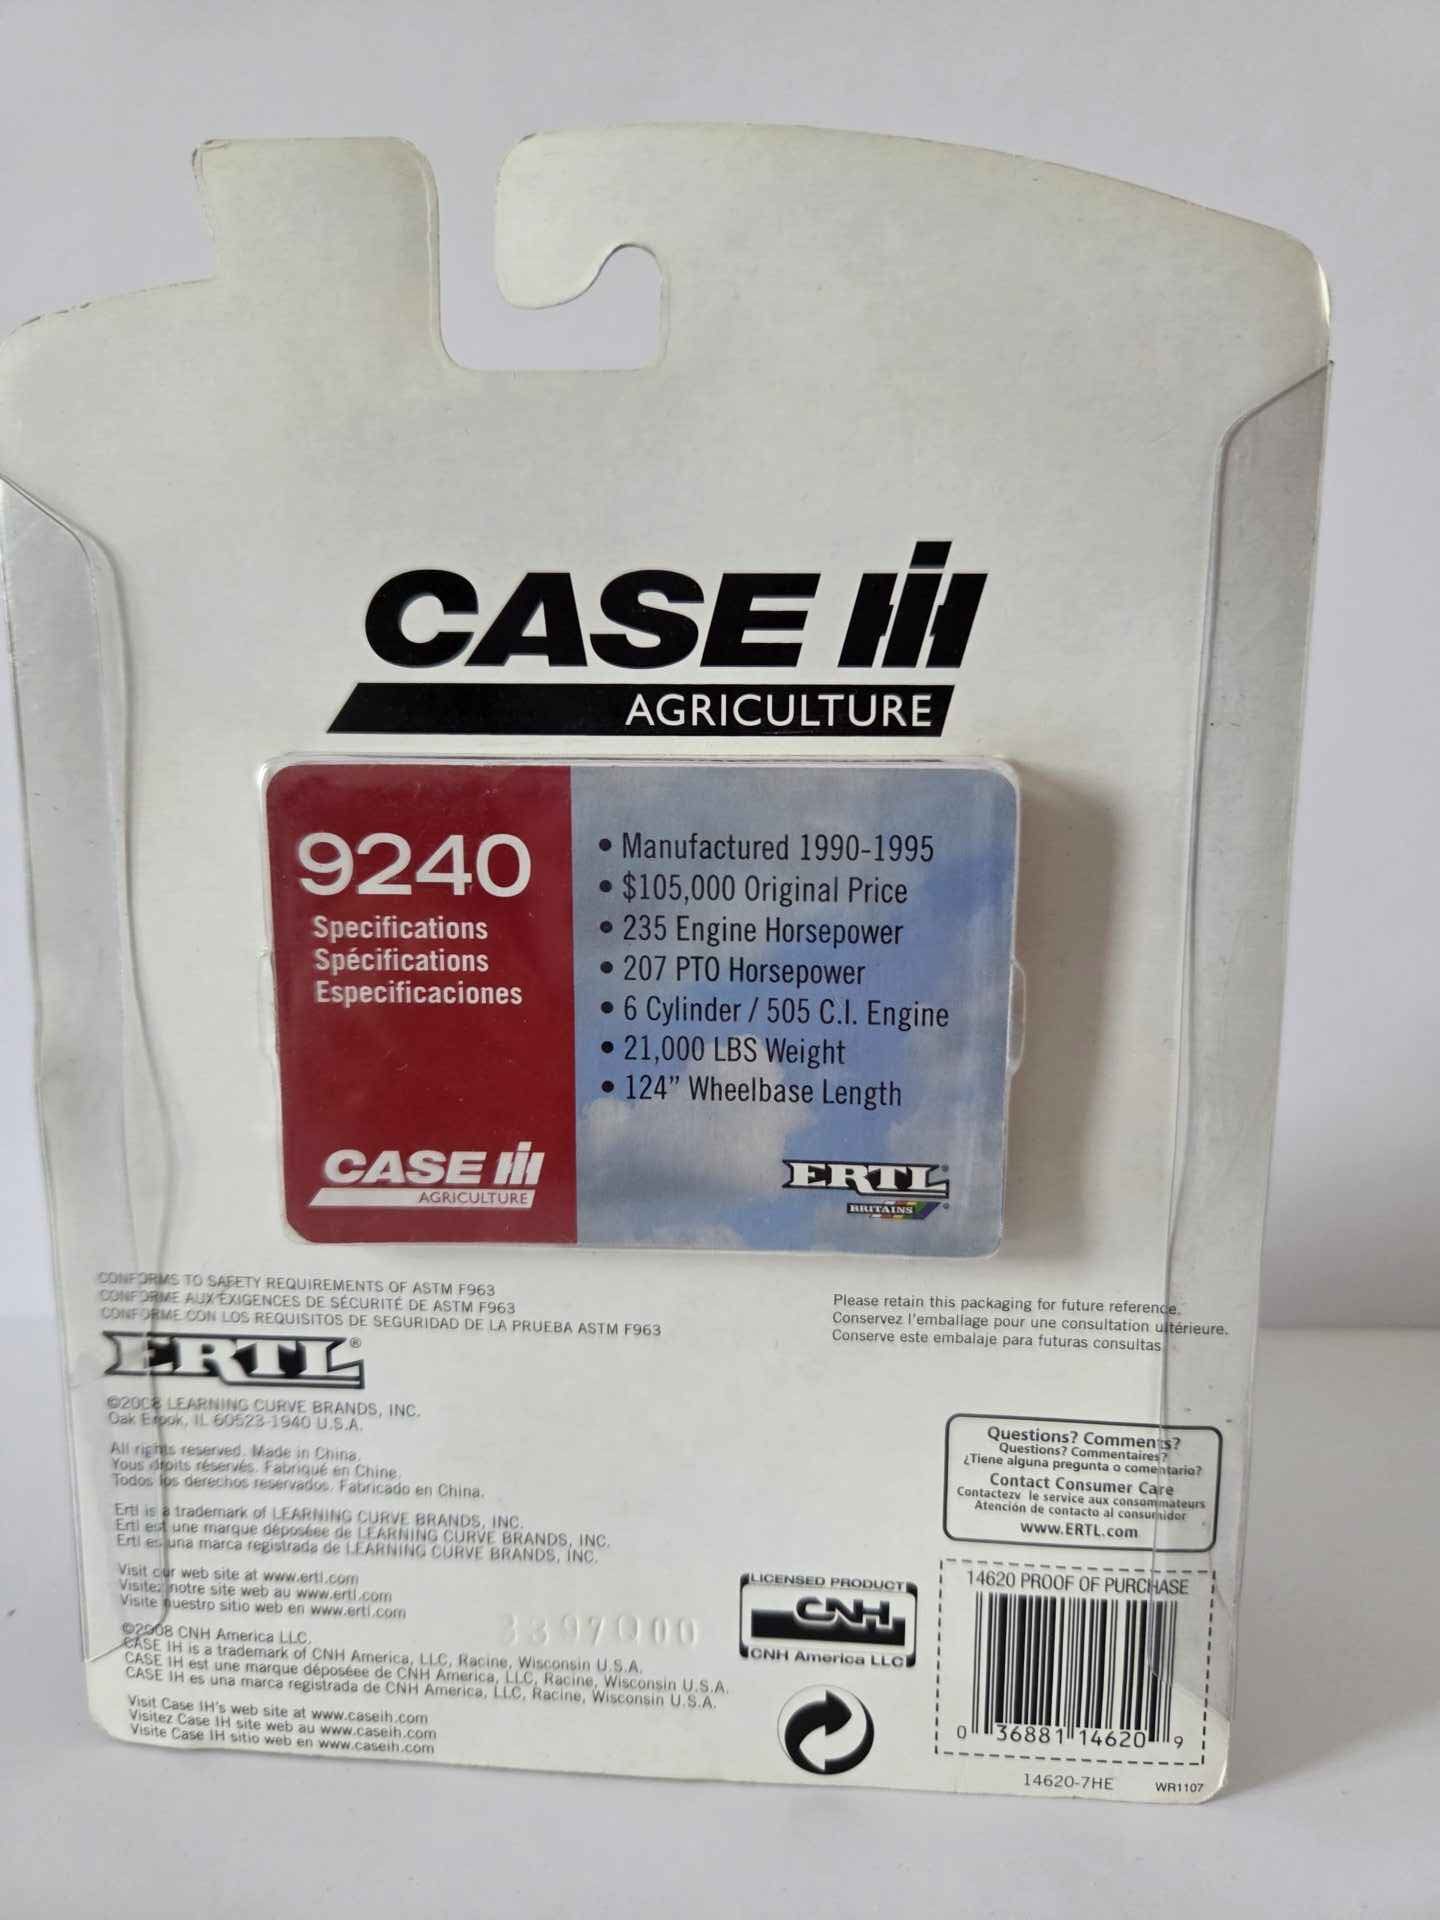 CASE IH
AGRICULTURE
9240
Specifications
Spécifications
Especificaciones
• Manufactured 1990-1995
• $105,000 Original Price
• 235 Engine Horsepower
• 207 PTO Horsepower
• 6 Cylinder / 505 C.I. Engine
• 21,000 LBS Weight
• 124” Wheelbase Length
CASE IH
AGRICULTURE
ERTL®
BRITAINS
CONFORMS TO SAFETY REQUIREMENTS OF ASTM F963
CONFORME AUX EXIGENCES DE SÉCURITÉ DE ASTM F963
CONFORME CON LOS REQUISITOS DE SEGURIDAD DE LA PRUEBA ASTM F963
ERTL®
©2008 LEARNING CURVE BRANDS, INC.
Oak Brook, IL 60523-1940 U.S.A.
All rights reserved. Made in China.
Tous droits réservés. Fabriqué en Chine.
Todos los derechos reservados. Fabricado en China.
Ertl is a trademark of LEARNING CURVE BRANDS, INC.
Ertl est une marque déposéee de LEARNING CURVE BRANDS, INC.
Ertl es una marca registrada de LEARNING CURVE BRANDS, INC.
Visit our web site at www.ertl.com
Visitez notre site web au www.ertl.com
Visite nuestro sitio web en www.ertl.com
©2008 CNH America LLC.
CASE IH is a trademark of CNH America, LLC, Racine, Wisconsin U.S.A.
CASE IH est une marque déposéee de CNH America, LLC, Racine, Wisconsin U.S.A.
CASE IH es una marca registrada de CNH America, LLC, Racine, Wisconsin U.S.A.
Visit Case IH's web site at www.caseih.com
Visitez Case IH site web au www.caseih.com
Visite Case IH sitio web en www.caseih.com
Please retain this packaging for future reference.
Conservez l'emballage pour une consultation ultérieure.
Conserve este embalaje para futuras consultas
Questions? Comments?
Questions? Commentaires?
¿Tiene alguna pregunta o comentario?
Contact Consumer Care
Contactezv le service aux consommateurs
Atención de contacto al consumidor
www.ERTL.com
LICENSED PRODUCT
CNH
CNH America LLC
14620 PROOF OF PURCHASE
0 36881 14620 9
14620-7HE
WR1107